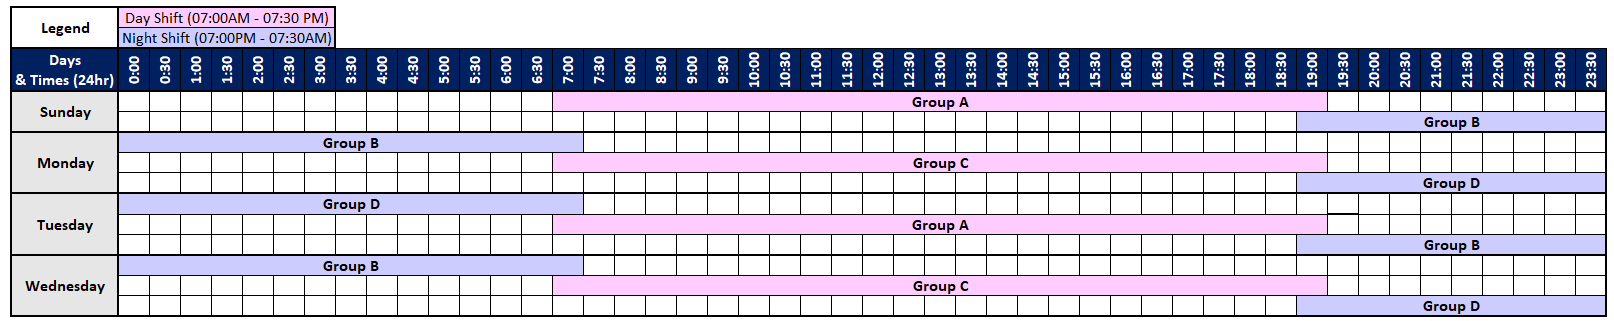 Legend
Day Shift (07:00AM - 07:30 PM)
Night Shift (07:00PM - 07:30AM)
Days
& Times (24hr)
0:00 0:30 1:00 1:30 2:00 2:30 3:00 3:30 4:00 4:30 5:00 5:30 6:00 6:30 7:00 7:30 8:00 8:30 9:00 9:30 10:00 10:30 11:00 11:30 12:00 12:30 13:00 13:30 14:00 14:30 15:00 15:30 16:00 16:30 17:00 17:30 18:00 18:30 19:00 19:30 20:00 20:30 21:00 21:30 22:00 22:30 23:00 23:30
Sunday
Group A
Group B
Monday
Group B
Group C
Group D
Tuesday
Group D
Group A
Group B
Wednesday
Group B
Group C
Group D